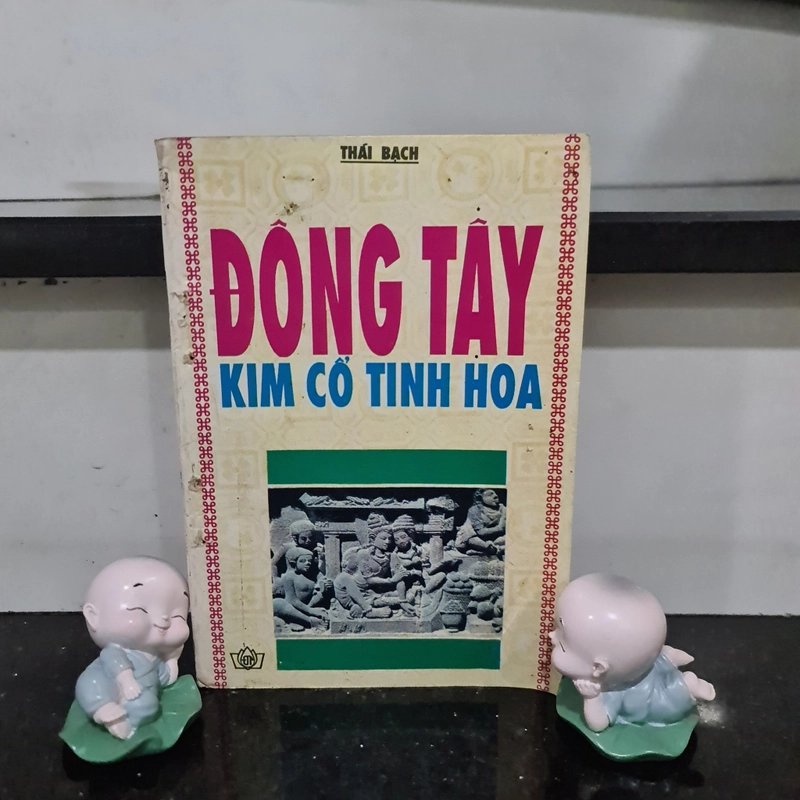 THÁI BẠCH
ĐÔNG TÂY
KIM CỔ TINH HOA